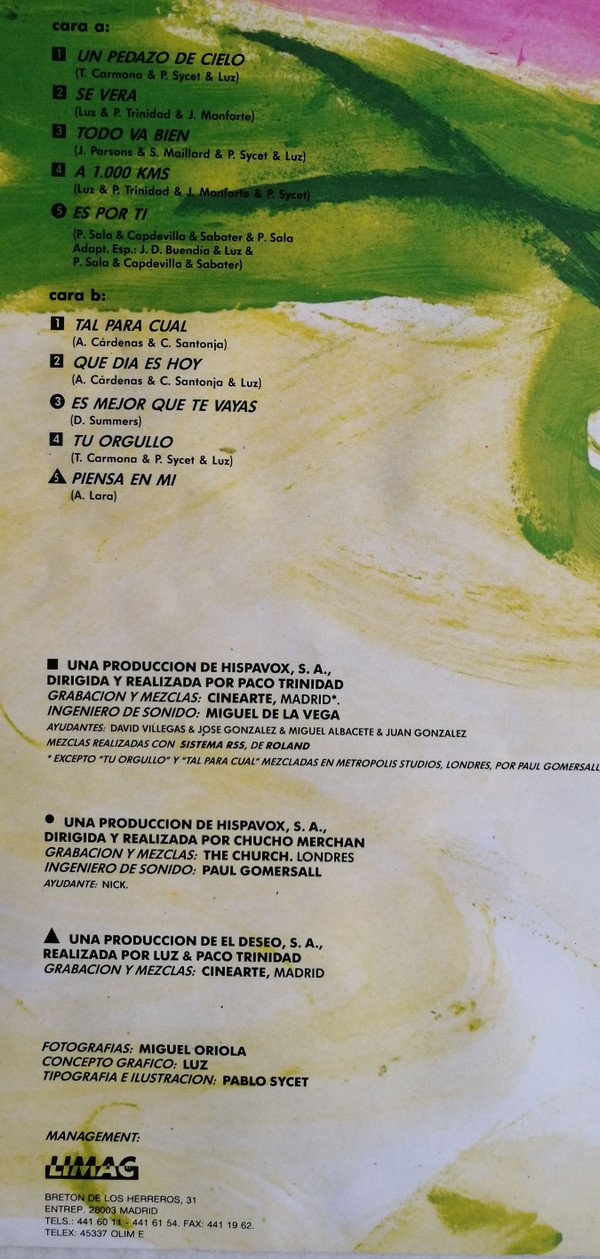 cara a:
1 UN PEDAZO DE CIELO
(T. Carmona & P. Sycet & Luz)
2 SE VERA
(Luz & P. Trinidad & J. Monforte)
3 TODO VA BIEN
(J. Parsons & S. Maillard & P. Sycet & Luz)
4 A 1.000 KMS
(Luz & P. Trinidad & J. Monforte & P. Sycet)
5 ES POR TI
(P. Sala & Capdevilla & Sabater & P. Sala
Adapt. Esp.: J. D. Buendía & Luz &
P. Sala & Capdevilla & Sabater)
cara b:
1 TAL PARA CUAL
(A. Cárdenas & C. Santonja)
2 QUE DIA ES HOY
(A. Cárdenas & C. Santonja & Luz)
3 ES MEJOR QUE TE VAYAS
(D. Summers)
4 TU ORGULLO
(T. Carmona & P. Sycet & Luz)
5 PIENSA EN MI
(A. Lara)
■ UNA PRODUCCION DE HISPAVOX, S. A.,
DIRIGIDA Y REALIZADA POR PACO TRINIDAD
GRABACION Y MEZCLAS: CINEARTE, MADRID*.
INGENIERO DE SONIDO: MIGUEL DE LA VEGA
AYUDANTES: DAVID VILLEGAS & JOSE GONZALEZ & MIGUEL ALBACETE & JUAN GONZALEZ
MEZCLAS REALIZADAS CON SISTEMA RSS, DE ROLAND
* EXCEPTO "TU ORGULLO" Y "TAL PARA CUAL" MEZCLADAS EN METROPOLIS STUDIOS, LONDRES, POR PAUL GOMERSALL
● UNA PRODUCCION DE HISPAVOX, S. A.,
DIRIGIDA Y REALIZADA POR CHUCHO MERCHAN
GRABACION Y MEZCLAS: THE CHURCH. LONDRES
INGENIERO DE SONIDO: PAUL GOMERSALL
AYUDANTE: NICK.
▲ UNA PRODUCCION DE EL DESEO, S. A.,
REALIZADA POR LUZ & PACO TRINIDAD
GRABACION Y MEZCLAS: CINEARTE, MADRID
FOTOGRAFIAS: MIGUEL ORIOLA
CONCEPTO GRAFICO: LUZ
TIPOGRAFIA E ILUSTRACION: PABLO SYCET
MANAGEMENT:
LIMAG
BRETON DE LOS HERREROS, 31
ENTREP. 28003 MADRID
TELS.: 441 60 11 - 441 61 54. FAX: 441 19 62.
TELEX: 45337 OLIM E